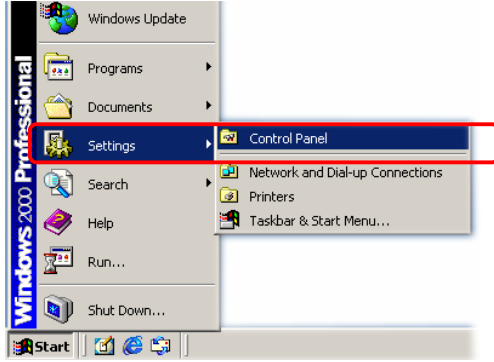 Windows Update
Programs
Documents
Settings
Search
Help
Run...
Shut Down...
Control Panel
Network and Dial-up Connections
Printers
Taskbar & Start Menu...
Windows 2000 Professional
Start